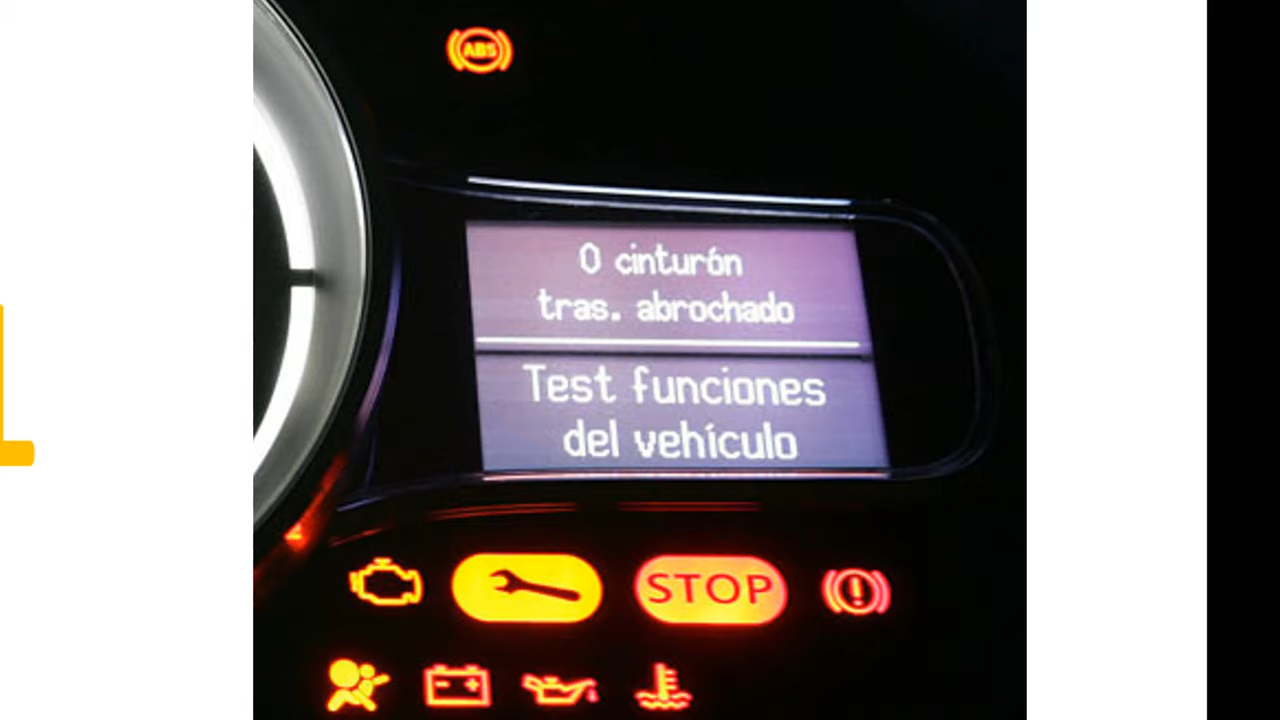 ABS
0 cinturón
tras. abrochado
Test funciones
del vehículo
STOP